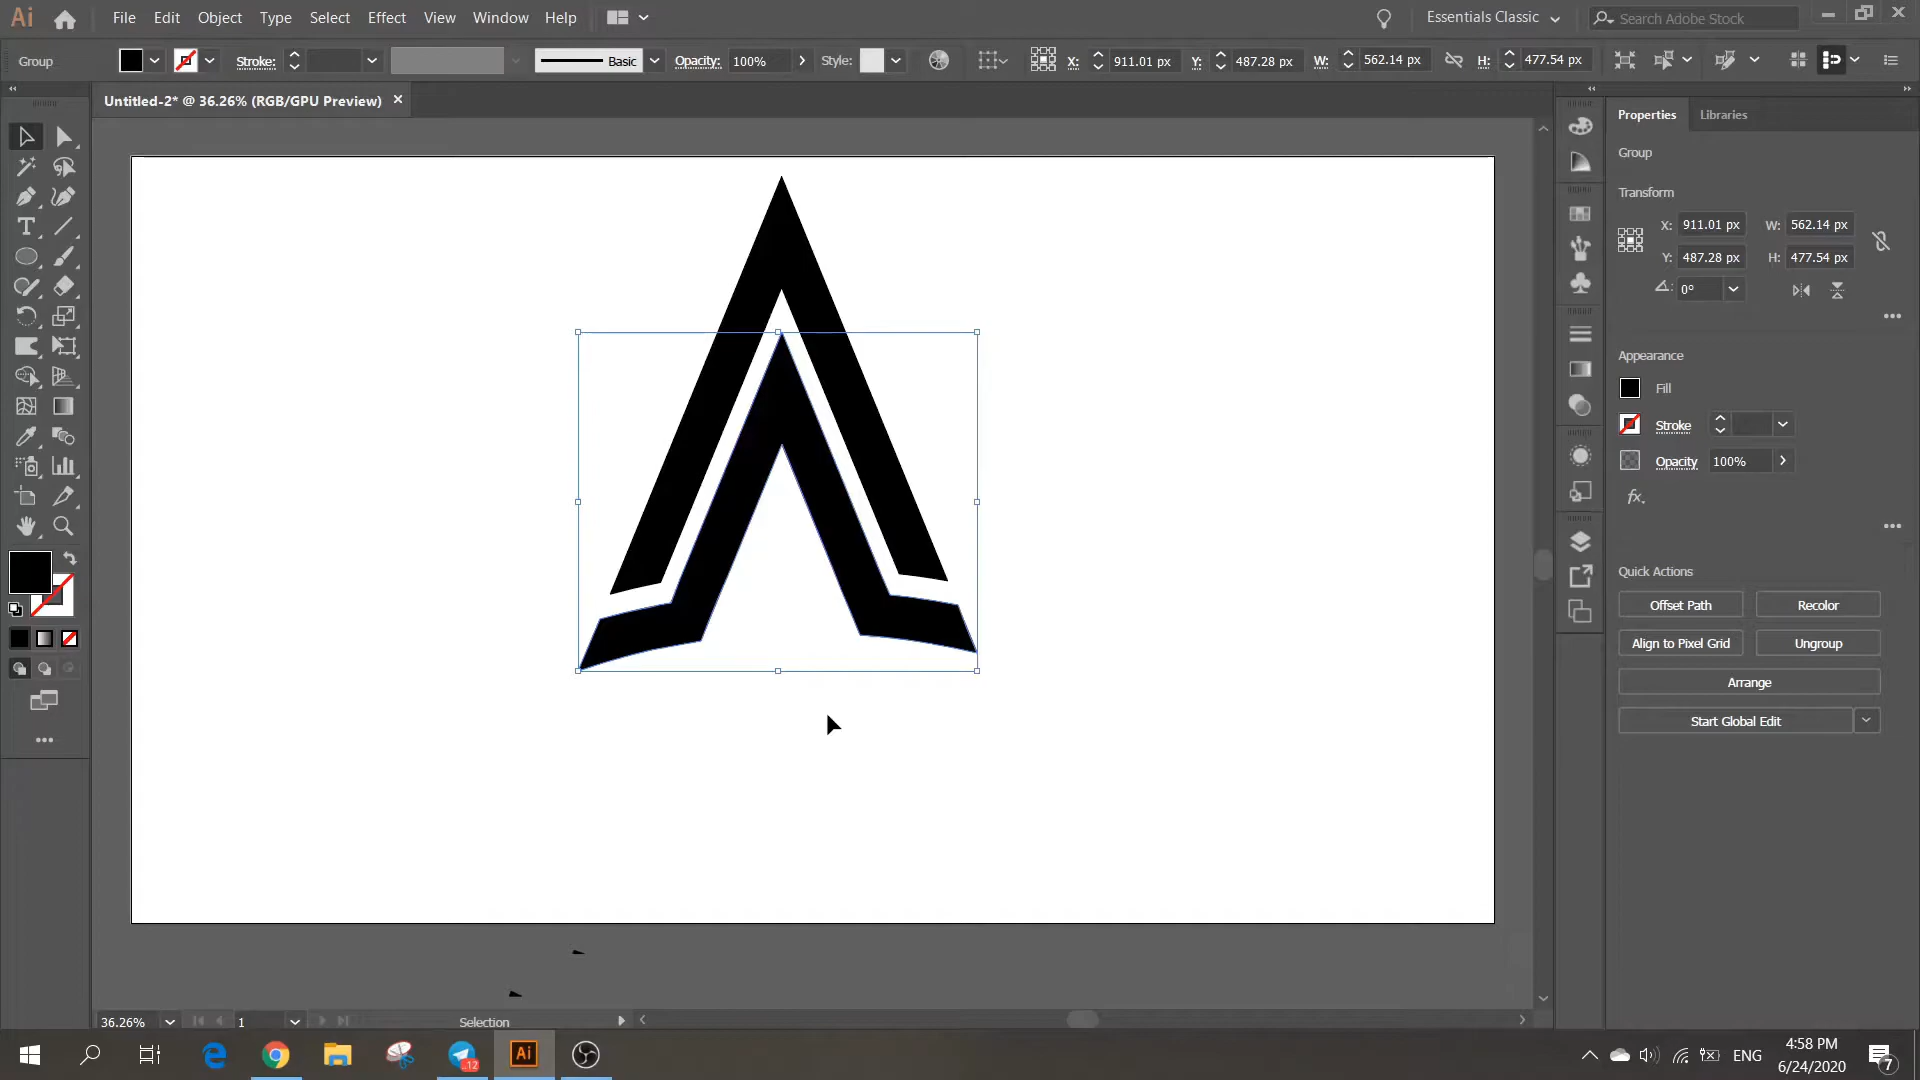 Ai File Edit Object Type Select Effect View Window Help Essentials Classic Search Adobe Stock
Group Stroke: Basic Opacity: 100% Style: X: 911.01 px Y: 487.28 px W: 562.14 px H: 477.54 px
Untitled-2* @ 36.26% (RGB/GPU Preview)
Properties Libraries
Group
Transform
X: 911.01 px W: 562.14 px
Y: 487.28 px H: 477.54 px
0°
Appearance
Fill
Stroke
Opacity 100%
fx.
Quick Actions
Offset Path Recolor
Align to Pixel Grid Ungroup
Arrange
Start Global Edit
36.26% 1 Selection
12 Ai ENG 4:58 PM
6/24/2020 7